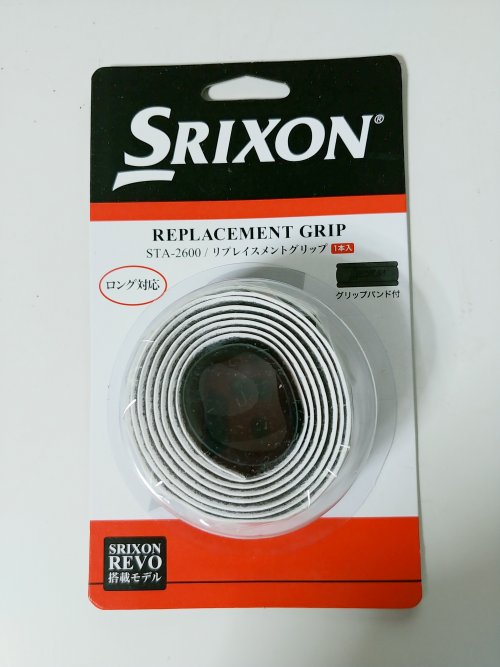 SRIXON®
REPLACEMENT GRIP
STA-2600 / リプレイスメントグリップ 1本入
ロング対応
グリップバンド付
SRIXON
REVO
搭載モデル